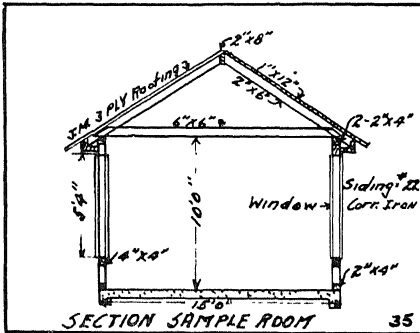 2"x8"
J.M. 3 PLY Roofing
1"x12"
2"x6"
6"x6"
2-2"x4"
5'4"
10'0"
Window
Siding #22
Corr. Iron
4"x4"
2"x4"
15'0"
SECTION SAMPLE ROOM
35